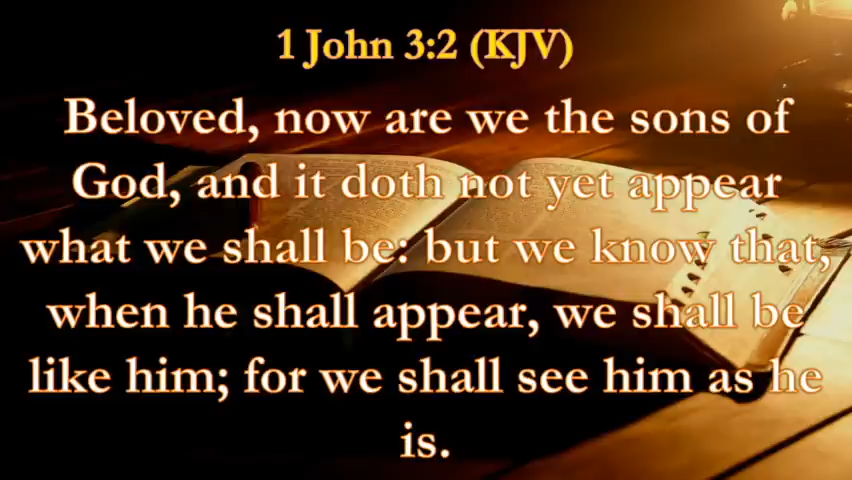 1 John 3:2 (KJV)
Beloved, now are we the sons of
God, and it doth not yet appear
what we shall be: but we know that,
when he shall appear, we shall be
like him; for we shall see him as he
is.